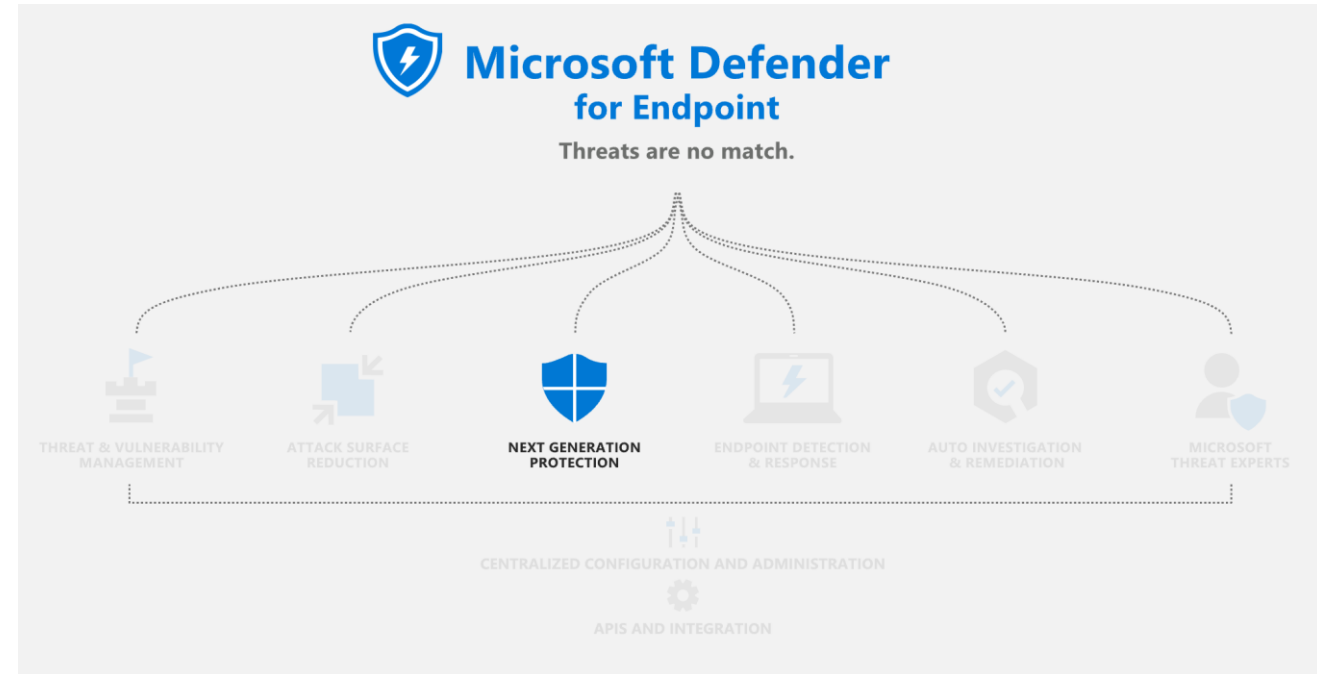 Microsoft Defender
for Endpoint
Threats are no match.
THREAT & VULNERABILITY
MANAGEMENT
ATTACK SURFACE
REDUCTION
NEXT GENERATION
PROTECTION
ENDPOINT DETECTION
& RESPONSE
AUTO INVESTIGATION
& REMEDIATION
MICROSOFT
THREAT EXPERTS
CENTRALIZED CONFIGURATION AND ADMINISTRATION
APIS AND INTEGRATION